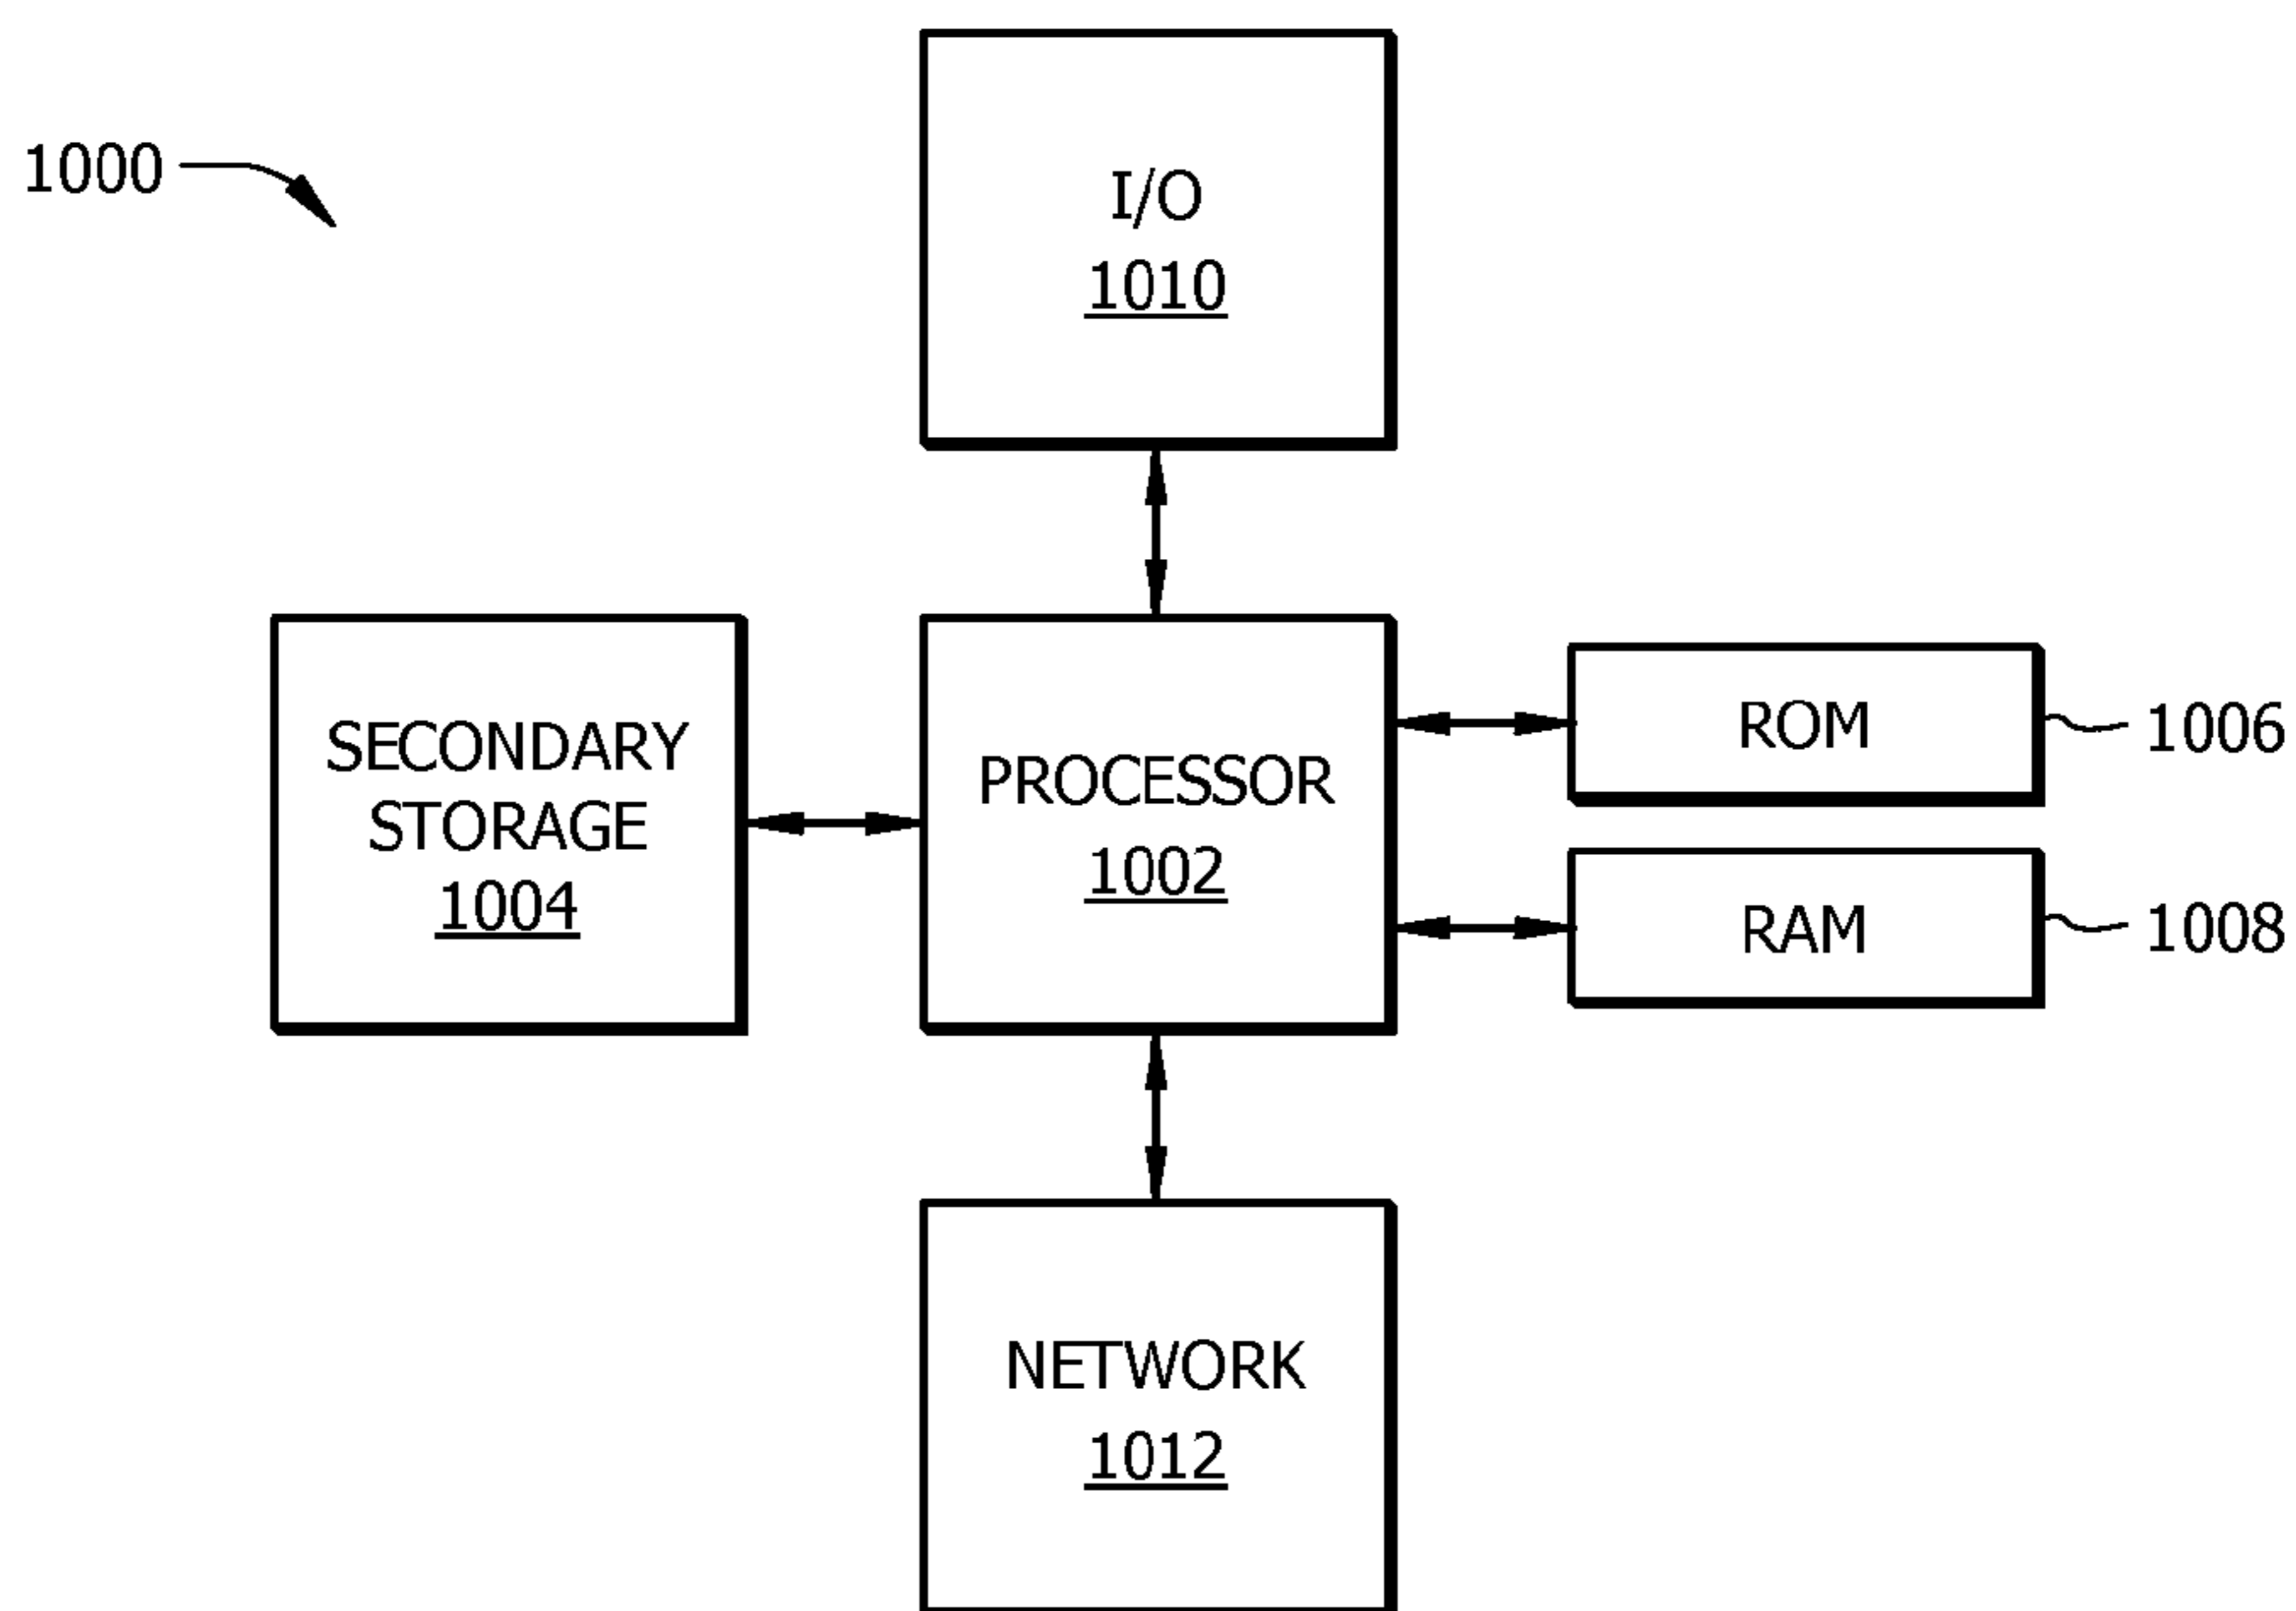 1000
I/O
1010
SECONDARY
STORAGE
1004
PROCESSOR
1002
ROM
1006
RAM
1008
NETWORK
1012